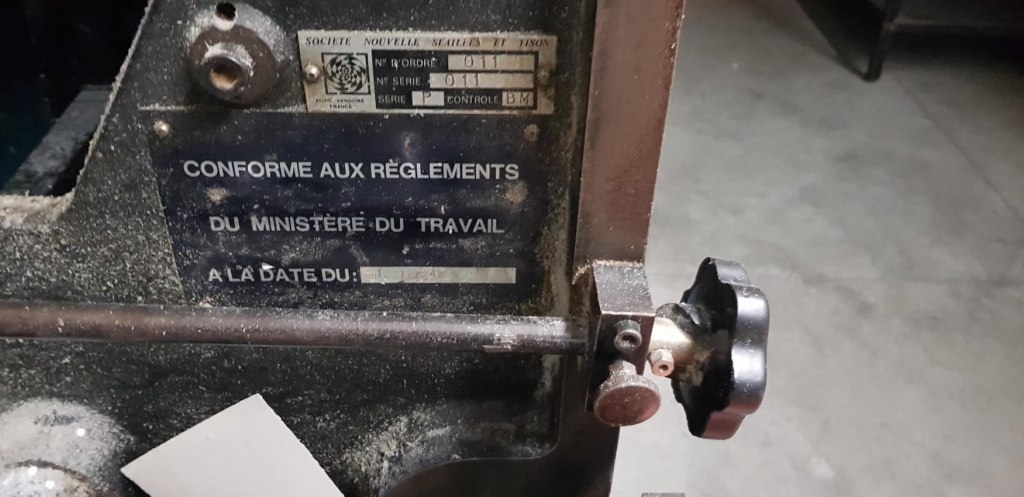 SOCIETE NOUVELLE SEAILLES ET TISON
N° D'ORDRE 011
N° SERIE 011
SERIE P CONTROLE BM
41100 VENDOME
FRANCE
CONFORME AUX RÈGLEMENTS
DU MINISTÈRE DU TRAVAIL
A LA DATE DU: